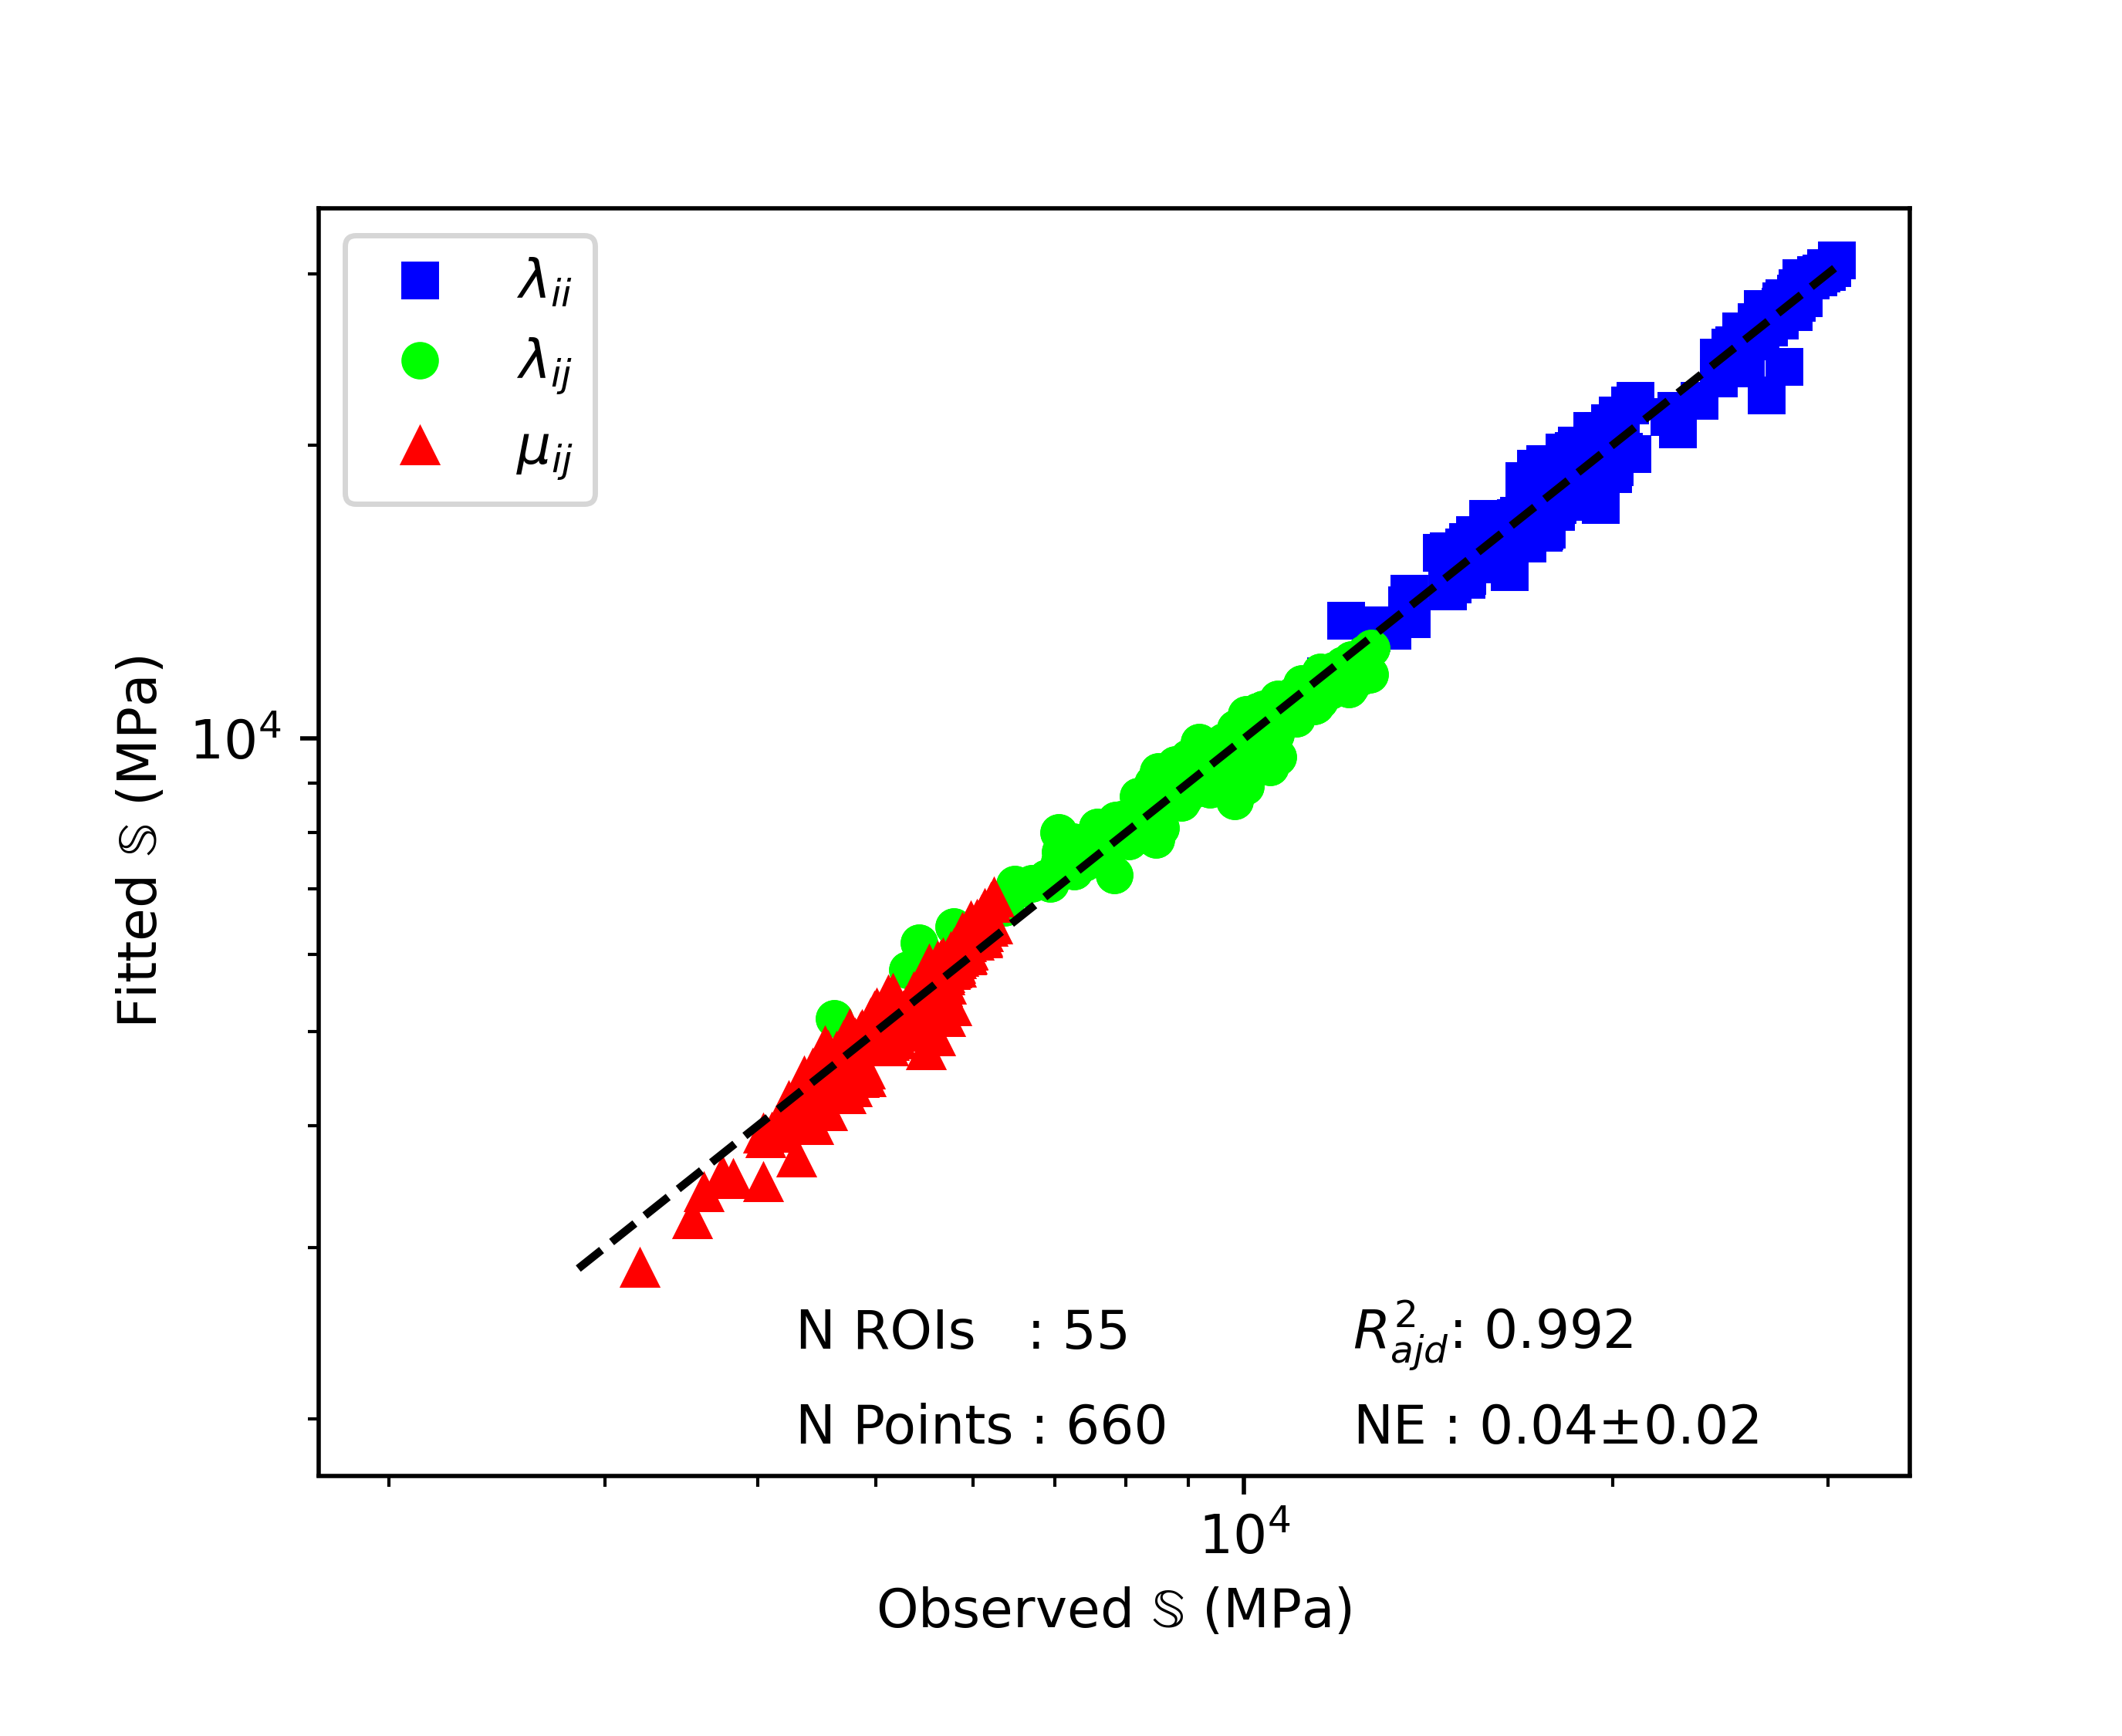 λii
λij
μij
10⁴
Fitted 𝕊 (MPa)
N ROIs : 55
R²ajd: 0.992
N Points : 660
NE : 0.04±0.02
10⁴
Observed 𝕊 (MPa)